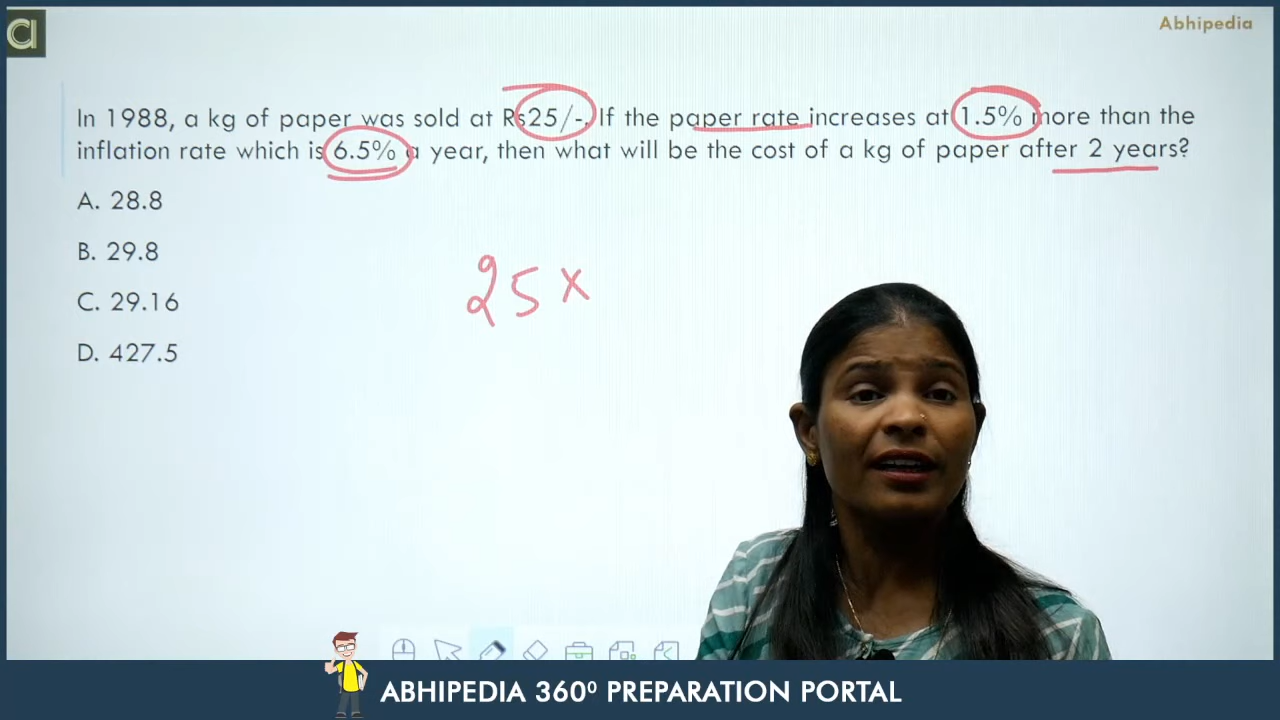 Abhipedia
In 1988, a kg of paper was sold at Rs25/-. If the paper rate increases at 1.5% more than the
inflation rate which is 6.5% a year, then what will be the cost of a kg of paper after 2 years?
A. 28.8
B. 29.8
C. 29.16
D. 427.5
25 x
ABHIPEDIA 360⁰ PREPARATION PORTAL